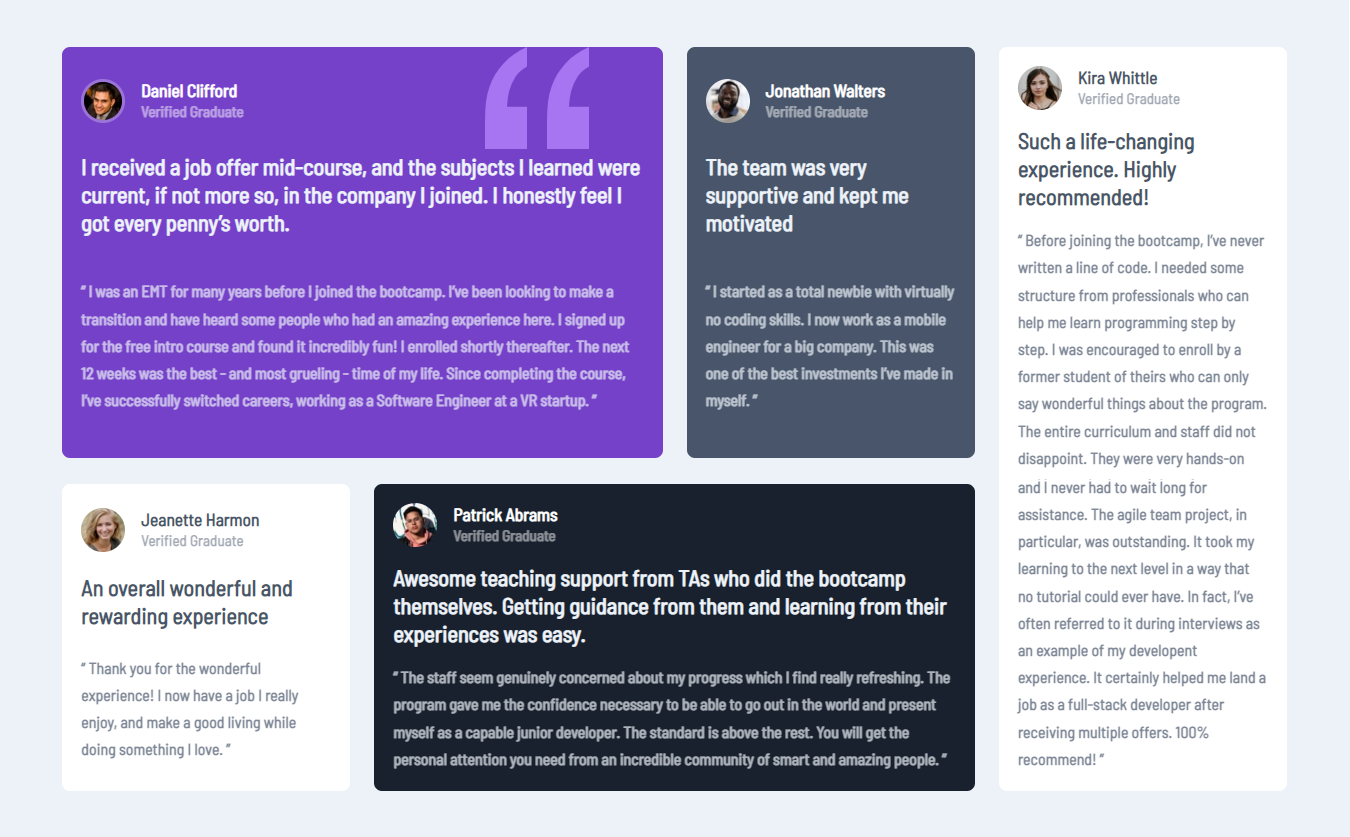 Daniel Clifford
Verified Graduate
I received a job offer mid-course, and the subjects I learned were
current, if not more so, in the company I joined. I honestly feel I
got every penny’s worth.
“ I was an EMT for many years before I joined the bootcamp. I’ve been looking to make a
transition and have heard some people who had an amazing experience here. I signed up
for the free intro course and found it incredibly fun! I enrolled shortly thereafter. The next
12 weeks was the best - and most grueling - time of my life. Since completing the course,
I’ve successfully switched careers, working as a Software Engineer at a VR startup. ”
Jonathan Walters
Verified Graduate
The team was very
supportive and kept me
motivated
“ I started as a total newbie with virtually
no coding skills. I now work as a mobile
engineer for a big company. This was
one of the best investments I’ve made in
myself. ”
Kira Whittle
Verified Graduate
Such a life-changing
experience. Highly
recommended!
“ Before joining the bootcamp, I’ve never
written a line of code. I needed some
structure from professionals who can
help me learn programming step by
step. I was encouraged to enroll by a
former student of theirs who can only
say wonderful things about the program.
The entire curriculum and staff did not
disappoint. They were very hands-on
and I never had to wait long for
assistance. The agile team project, in
particular, was outstanding. It took my
learning to the next level in a way that
no tutorial could ever have. In fact, I’ve
often referred to it during interviews as
an example of my developent
experience. It certainly helped me land a
job as a full-stack developer after
receiving multiple offers. 100%
recommend! ”
Jeanette Harmon
Verified Graduate
An overall wonderful and
rewarding experience
“ Thank you for the wonderful
experience! I now have a job I really
enjoy, and make a good living while
doing something I love. ”
Patrick Abrams
Verified Graduate
Awesome teaching support from TAs who did the bootcamp
themselves. Getting guidance from them and learning from their
experiences was easy.
“ The staff seem genuinely concerned about my progress which I find really refreshing. The
program gave me the confidence necessary to be able to go out in the world and present
myself as a capable junior developer. The standard is above the rest. You will get the
personal attention you need from an incredible community of smart and amazing people. ”